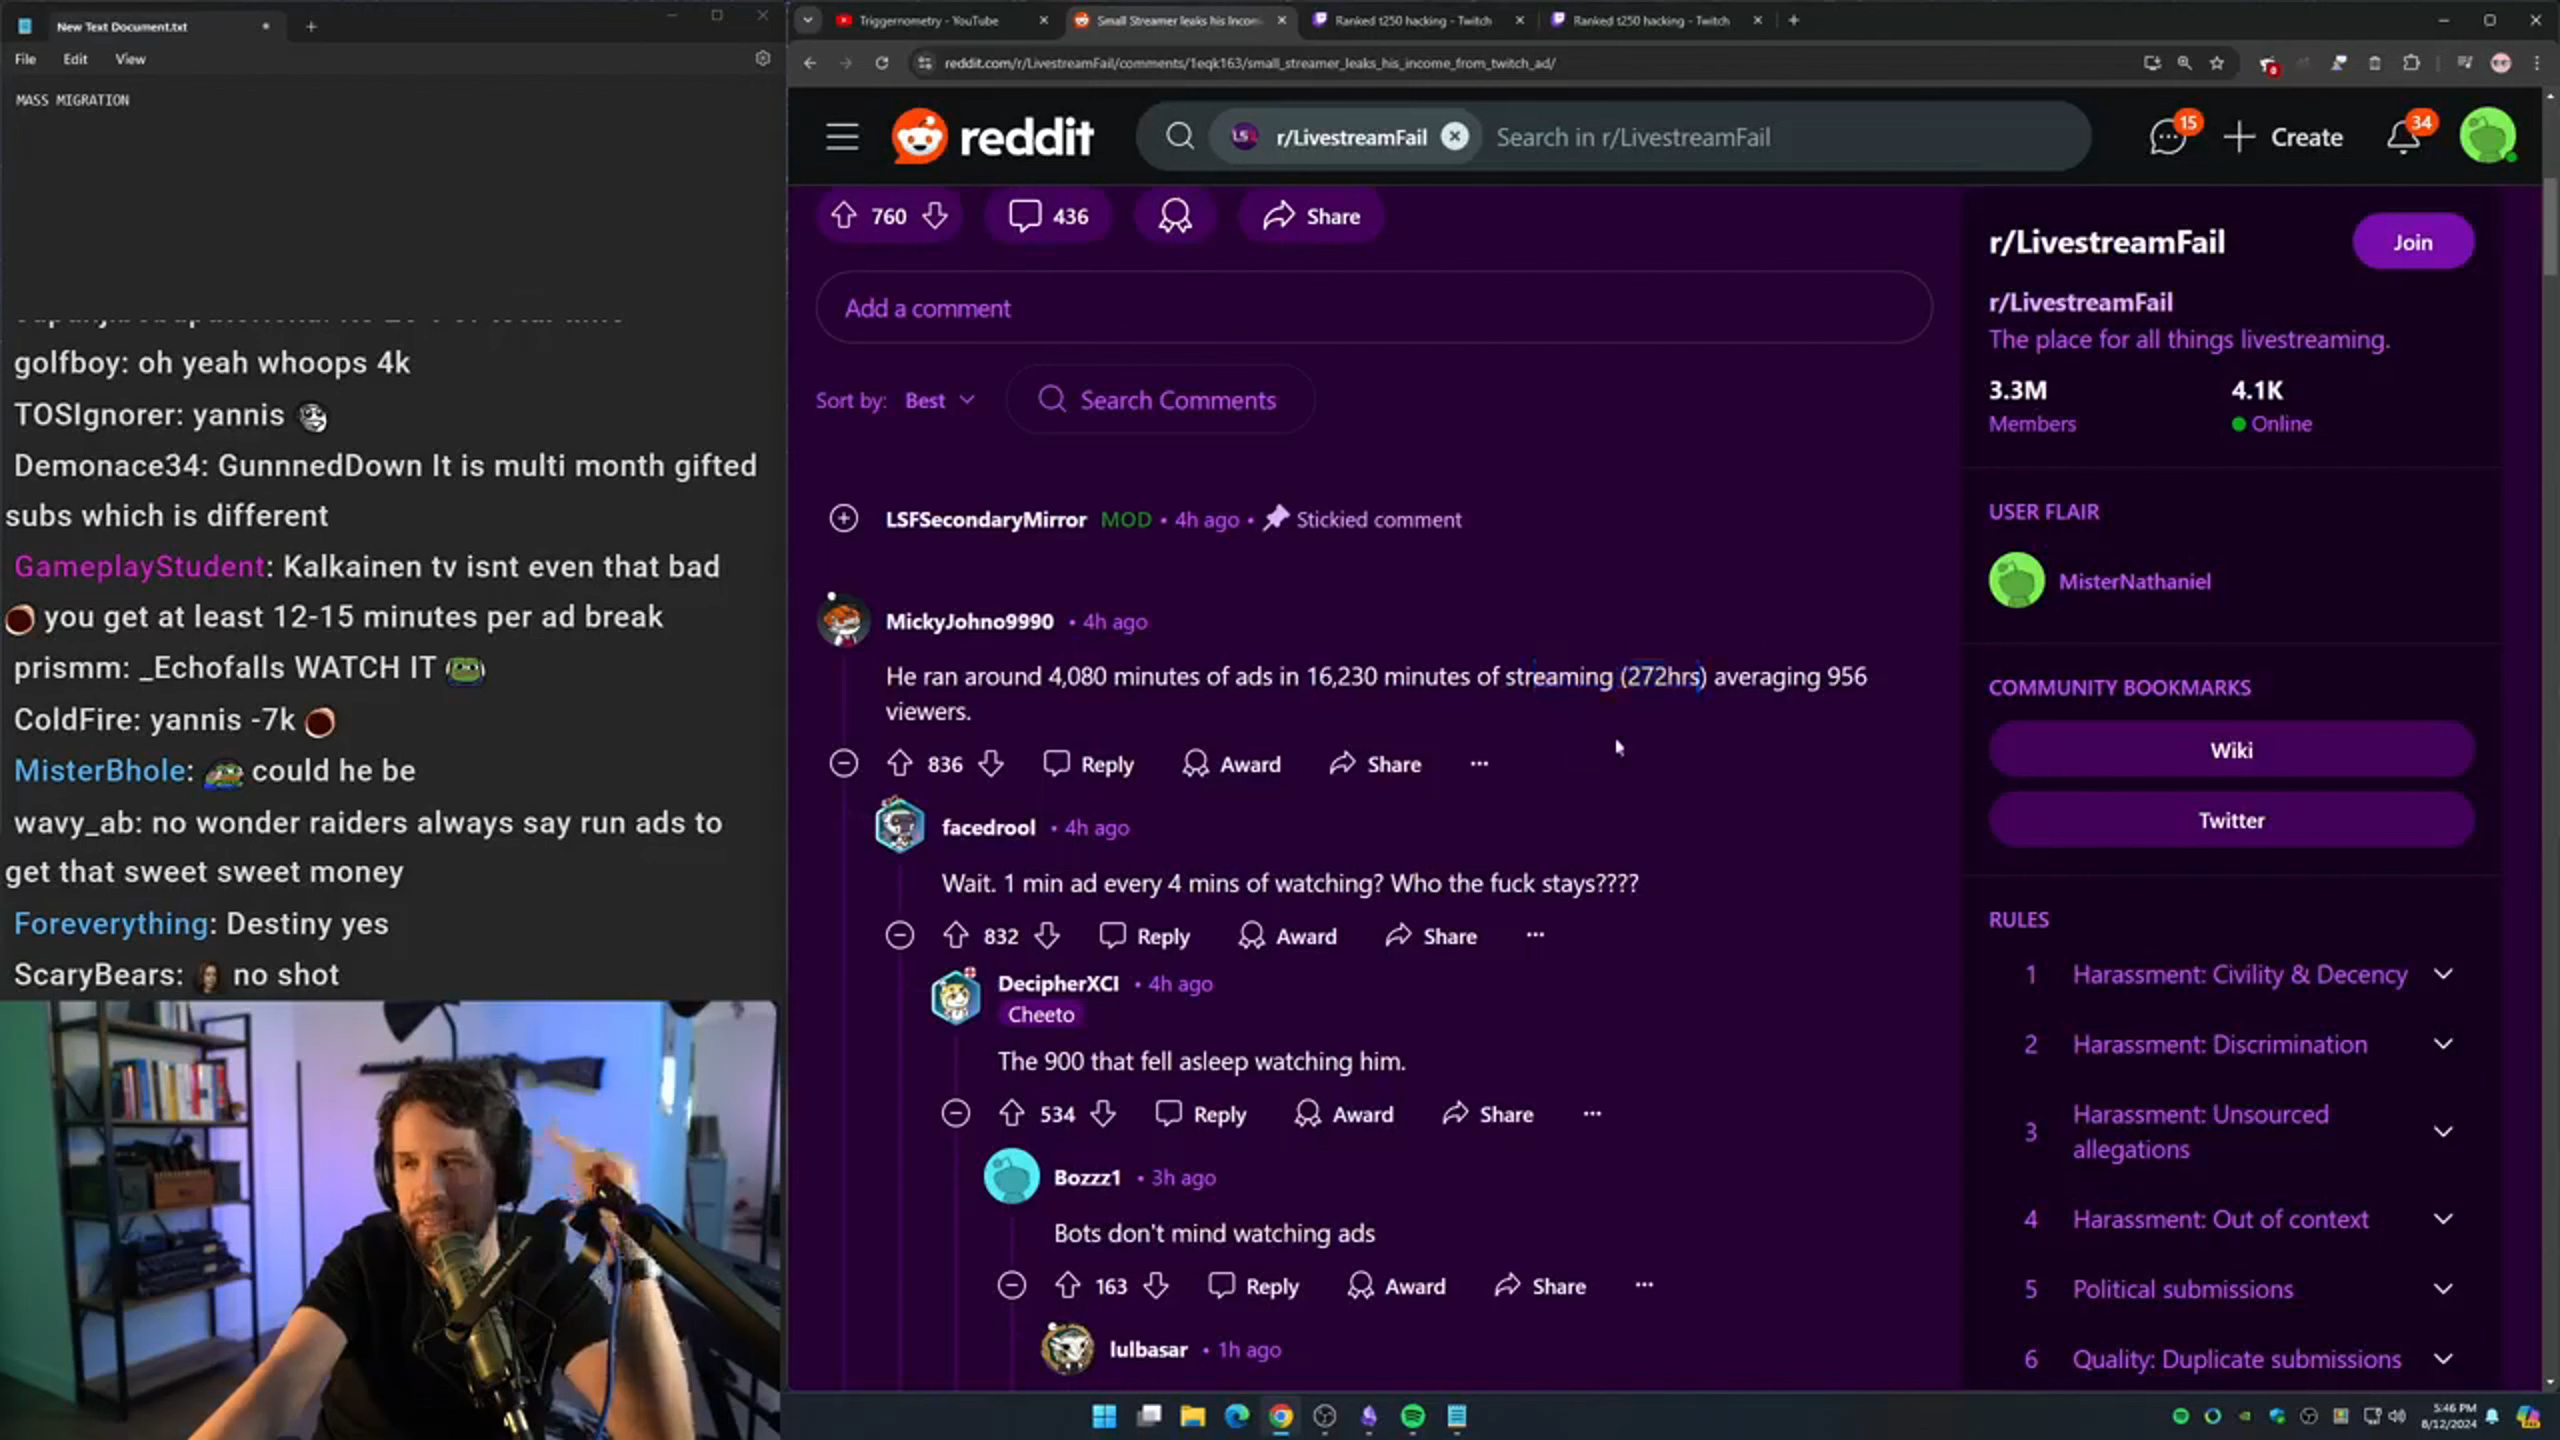 New Text Document.txt
File Edit View
MASS MIGRATION
golfboy: oh yeah whoops 4k
TOSIgnorer: yannis
Demonace34: GunnnedDown It is multi month gifted
subs which is different
GameplayStudent: Kalkainen tv isnt even that bad
you get at least 12-15 minutes per ad break
prismm: _Echofalls WATCH IT
ColdFire: yannis -7k
MisterBhole: could he be
wavy_ab: no wonder raiders always say run ads to
get that sweet sweet money
Foreverything: Destiny yes
ScaryBears: no shot
Triggernometry - YouTube
Small Streamer leaks his Incom
Ranked t250 hacking - Twitch
Ranked t250 hacking - Twitch
reddit.com/r/LivestreamFail/comments/1eqk163/small_streamer_leaks_his_income_from_twitch_ad/
reddit
r/LivestreamFail
Search in r/LivestreamFail
15
Create
34
760
436
Share
Add a comment
Sort by: Best
Search Comments
LSFSecondaryMirror MOD • 4h ago • Stickied comment
MickyJohno9990 • 4h ago
He ran around 4,080 minutes of ads in 16,230 minutes of streaming (272hrs) averaging 956
viewers.
836 Reply Award Share
facedrool • 4h ago
Wait. 1 min ad every 4 mins of watching? Who the fuck stays????
832 Reply Award Share
DecipherXCI • 4h ago
Cheeto
The 900 that fell asleep watching him.
534 Reply Award Share
Bozzz1 • 3h ago
Bots don't mind watching ads
163 Reply Award Share
lulbasar • 1h ago
r/LivestreamFail
Join
r/LivestreamFail
The place for all things livestreaming.
3.3M 4.1K
Members Online
USER FLAIR
MisterNathaniel
COMMUNITY BOOKMARKS
Wiki
Twitter
RULES
1 Harassment: Civility & Decency
2 Harassment: Discrimination
3 Harassment: Unsourced
allegations
4 Harassment: Out of context
5 Political submissions
6 Quality: Duplicate submissions
5:46 PM
8/12/2024